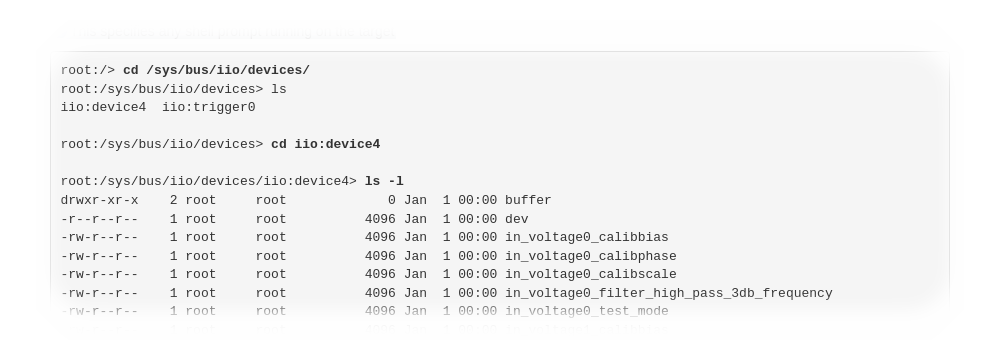 root:/> cd /sys/bus/iio/devices/
root:/sys/bus/iio/devices> ls
iio:device4  iio:trigger0
root:/sys/bus/iio/devices> cd iio:device4
root:/sys/bus/iio/devices/iio:device4> ls -l
drwxr-xr-x    2 root     root             0 Jan  1 00:00 buffer
-r--r--r--    1 root     root          4096 Jan  1 00:00 dev
-rw-r--r--    1 root     root          4096 Jan  1 00:00 in_voltage0_calibbias
-rw-r--r--    1 root     root          4096 Jan  1 00:00 in_voltage0_calibphase
-rw-r--r--    1 root     root          4096 Jan  1 00:00 in_voltage0_calibscale
-rw-r--r--    1 root     root          4096 Jan  1 00:00 in_voltage0_filter_high_pass_3db_frequency
-rw-r--r--    1 root     root          4096 Jan  1 00:00 in_voltage0_test_mode